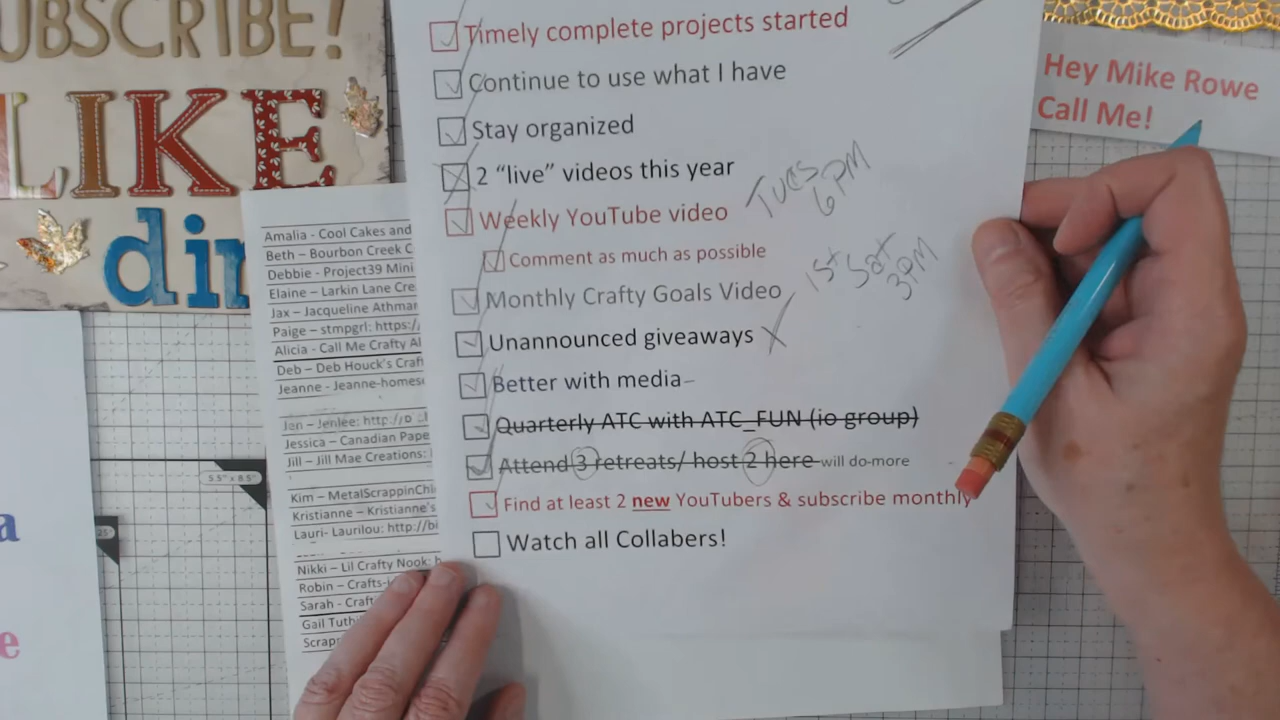 UBSCRIBE!
LIKE
din
Timely complete projects started
Continue to use what I have
Stay organized
2 “live” videos this year
Weekly YouTube video
Tues
6PM
Comment as much as possible
Monthly Crafty Goals Video
1st Sat
3PM
Unannounced giveaways
Better with media
Quarterly ATC with ATC_FUN (io group)
Attend 3 retreats/ host 2 here will do-more
Find at least 2 new YouTubers & subscribe monthly
Watch all Collabers!
Hey Mike Rowe
Call Me!
Amalia - Cool Cakes and
Beth – Bourbon Creek C
Debbie - Project39 Mini
Elaine – Larkin Lane Cre
Jax – Jacqueline Athmar
Paige – stmpgrl: https:/
Alicia - Call Me Crafty Al
Deb – Deb Houck's Craft
Jeanne - Jeanne-homes
Jen – Jenlee: http://
Jessica – Canadian Pape
Jill – Jill Mae Creations:
Kim – MetalScrappinChi
Kristianne – Kristianne's
Lauri- Laurilou: http://bi
Nikki – Lil Crafty Nook: h
Robin – Crafts-
Sarah - Craft
Gail Tuth
Scrap
5.5" x 8.5"
a
e